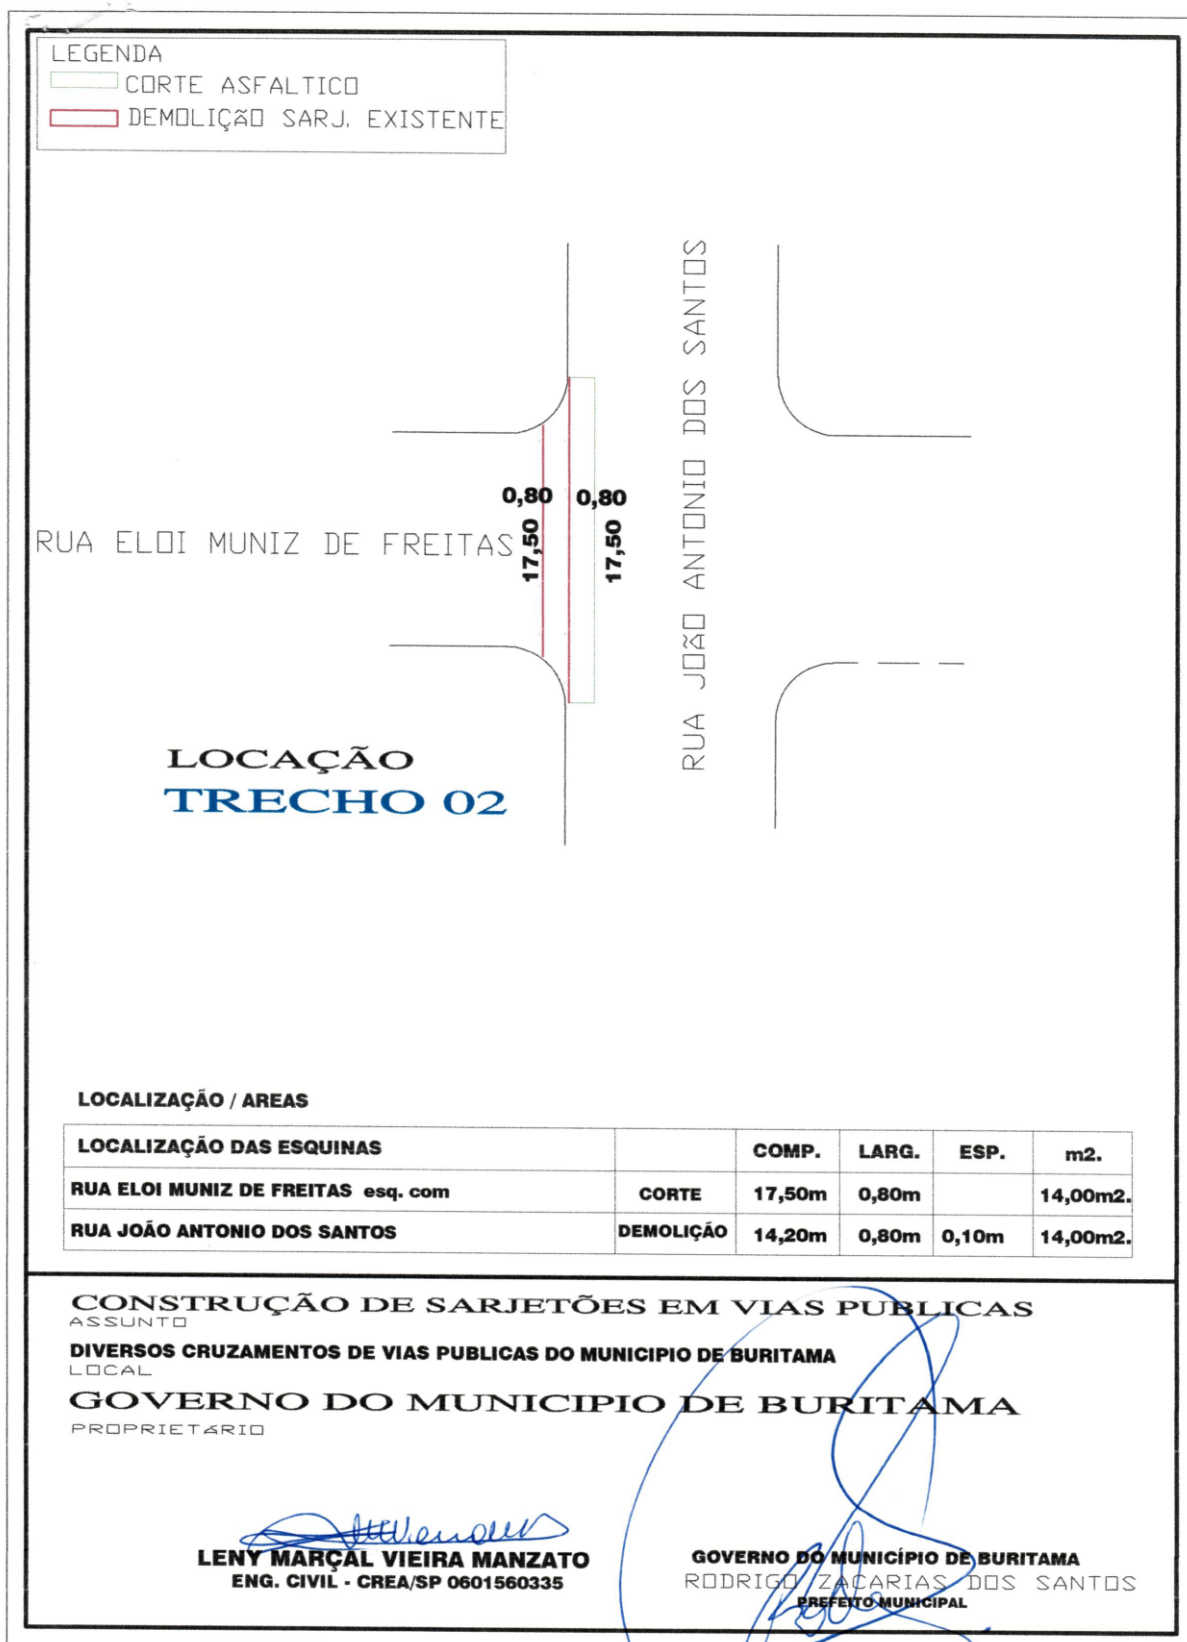 LEGENDA
CORTE ASFALTICO
DEMOLIÇÃO SARJ. EXISTENTE
RUA JOÃO ANTONIO DOS SANTOS
0,80 0,80
17,50 17,50
RUA ELOI MUNIZ DE FREITAS
LOCAÇÃO
TRECHO 02
LOCALIZAÇÃO / AREAS
LOCALIZAÇÃO DAS ESQUINAS COMP. LARG. ESP. m2.
RUA ELOI MUNIZ DE FREITAS esq. com CORTE 17,50m 0,80m 14,00m2.
RUA JOÃO ANTONIO DOS SANTOS DEMOLIÇÃO 14,20m 0,80m 0,10m 14,00m2.
CONSTRUÇÃO DE SARJETÕES EM VIAS PUBLICAS
ASSUNTO
DIVERSOS CRUZAMENTOS DE VIAS PUBLICAS DO MUNICIPIO DE BURITAMA
LOCAL
GOVERNO DO MUNICIPIO DE BURITAMA
PROPRIETÁRIO
LENY MARÇAL VIEIRA MANZATO
ENG. CIVIL - CREA/SP 0601560335
GOVERNO DO MUNICÍPIO DE BURITAMA
RODRIGO ZACARIAS DOS SANTOS
PREFEITO MUNICIPAL